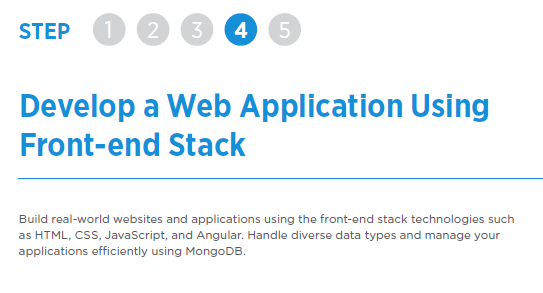 STEP 1 2 3 4 5
Develop a Web Application Using
Front-end Stack
Build real-world websites and applications using the front-end stack technologies such
as HTML, CSS, JavaScript, and Angular. Handle diverse data types and manage your
applications efficiently using MongoDB.